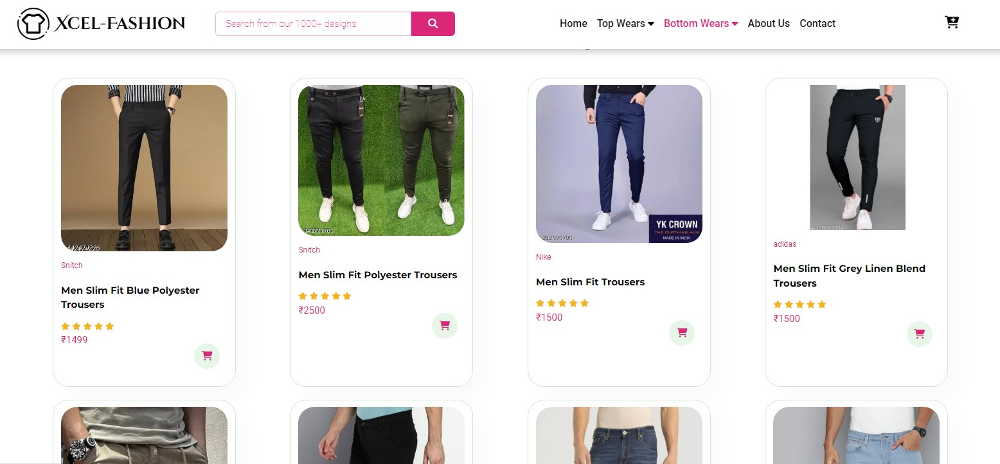 XCEL-FASHION
Search from our 1000+ designs
Home
Top Wears
Bottom Wears
About Us
Contact
Snitch
Men Slim Fit Blue Polyester
Trousers
₹1499
Snitch
Men Slim Fit Polyester Trousers
₹2500
YK CROWN
THE CLOTHING HUB
MADE IN INDIA
Nike
Men Slim Fit Trousers
₹1500
adidas
Men Slim Fit Grey Linen Blend
Trousers
₹1500